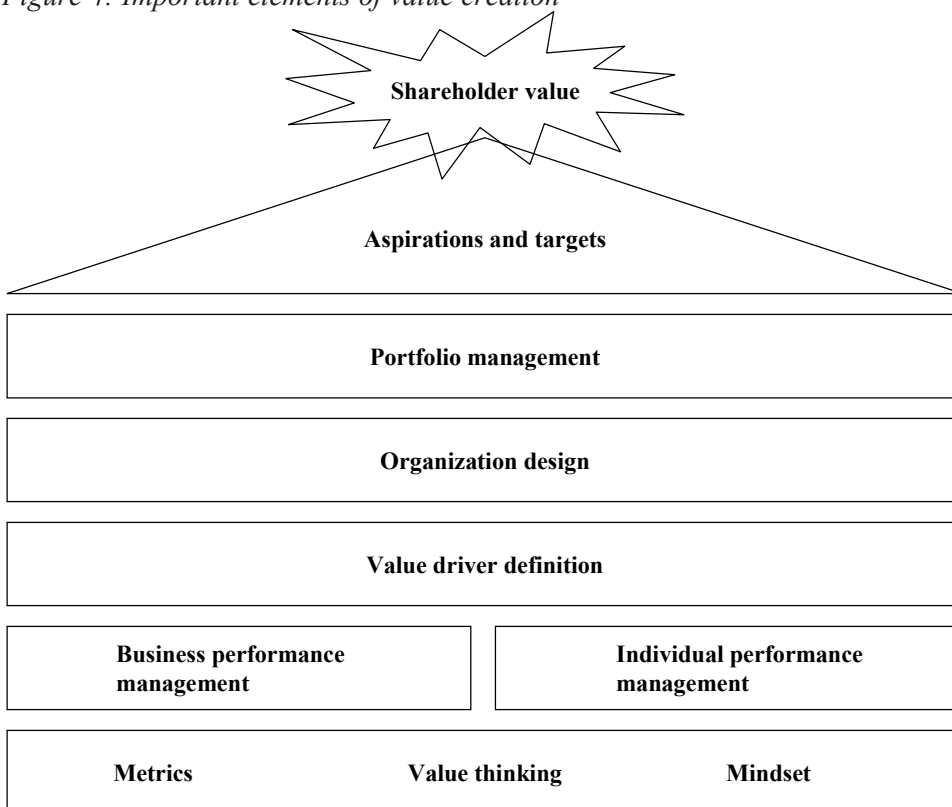 Figure 4. Important elements of value creation
Shareholder value
Aspirations and targets
Portfolio management
Organization design
Value driver definition
Business performance
management
Individual performance
management
Metrics Value thinking Mindset